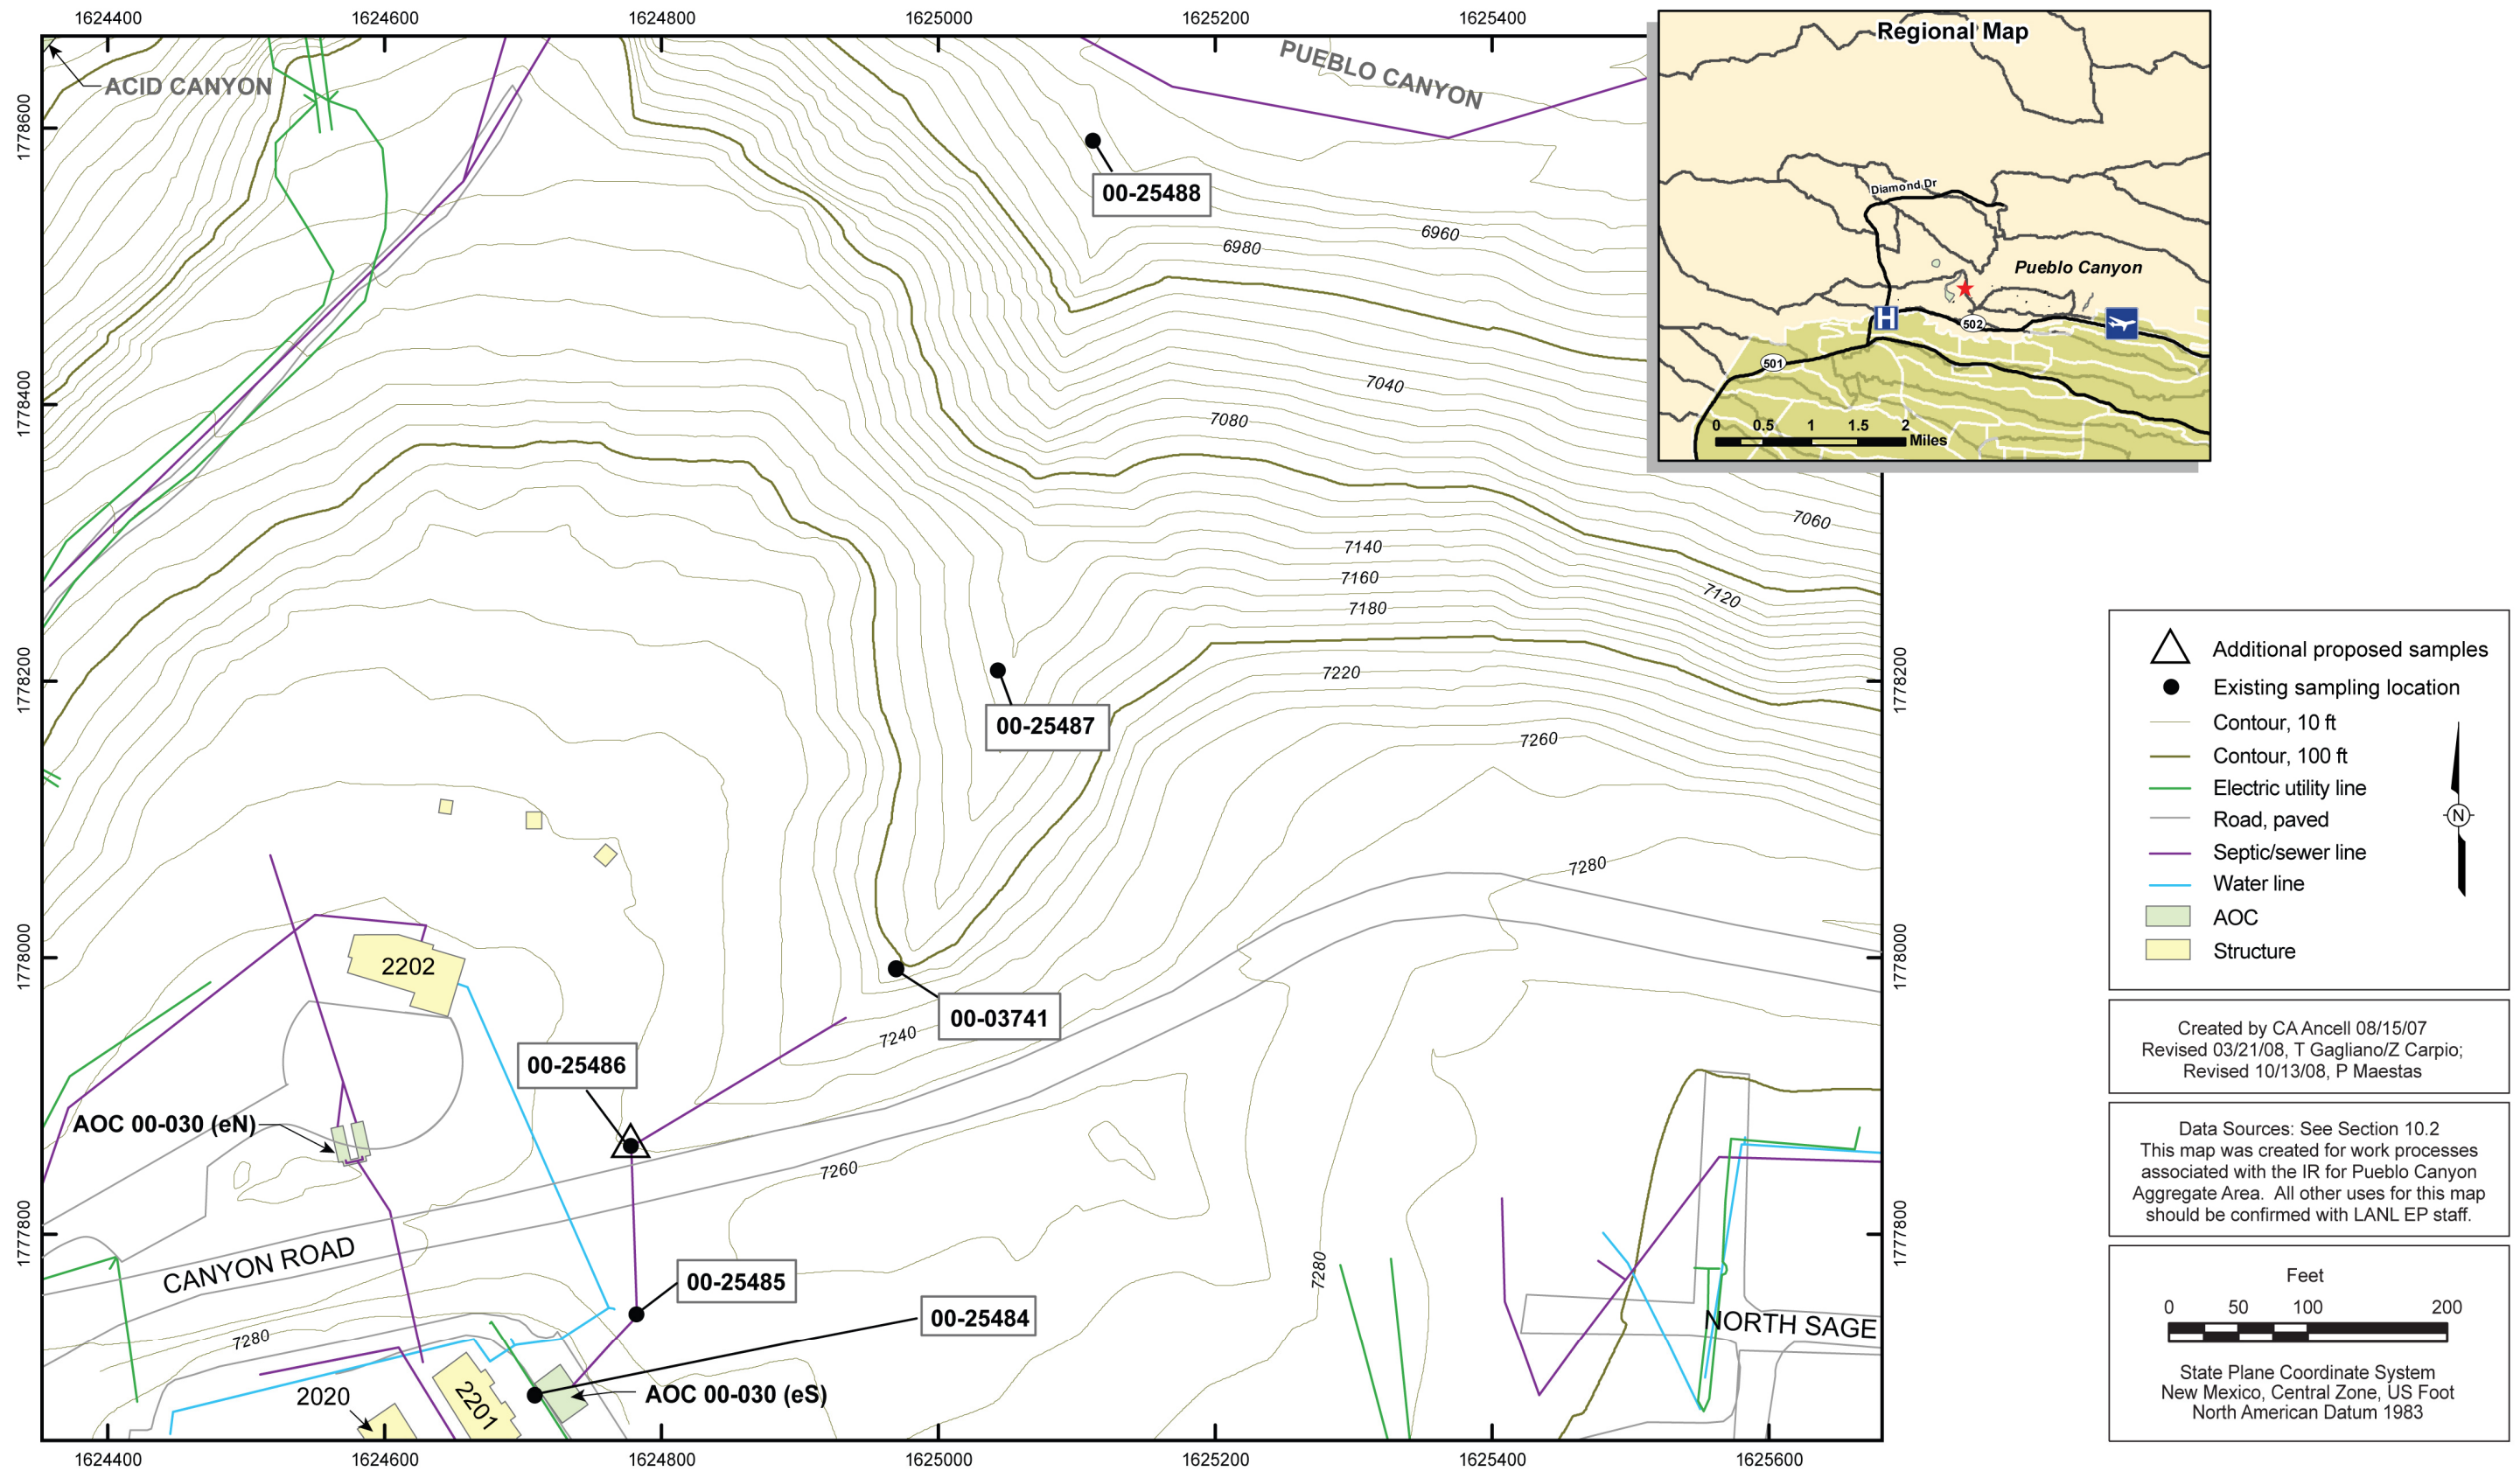 1624400
1624600
1624800
1625000
1625200
1625400
1778600
1778400
1778200
1778000
1777800
ACID CANYON
PUEBLO CANYON
00-25488
6980
6960
7040
7080
7060
7140
7160
7180
7120
7220
00-25487
7260
7280
2202
00-03741
7240
00-25486
AOC 00-030 (eN)
7260
CANYON ROAD
00-25485
7280
00-25484
7280
NORTH SAGE
2020
2201
AOC 00-030 (eS)
1778200
1778000
1777800
1624400
1624600
1624800
1625000
1625200
1625400
1625600
Regional Map
Diamond Dr
Pueblo Canyon
H
502
501
0
0.5
1
1.5
2
Miles
Additional proposed samples
Existing sampling location
Contour, 10 ft
Contour, 100 ft
Electric utility line
Road, paved
Septic/sewer line
Water line
AOC
Structure
N
Created by CA Ancell 08/15/07
Revised 03/21/08, T Gagliano/Z Carpio;
Revised 10/13/08, P Maestas
Data Sources: See Section 10.2
This map was created for work processes
associated with the IR for Pueblo Canyon
Aggregate Area. All other uses for this map
should be confirmed with LANL EP staff.
Feet
0
50
100
200
State Plane Coordinate System
New Mexico, Central Zone, US Foot
North American Datum 1983